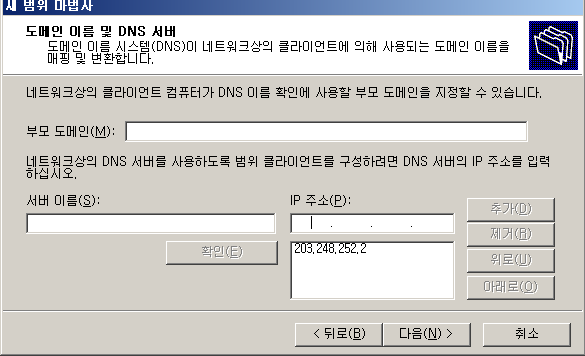 새 범위 마법사
도메인 이름 및 DNS 서버
도메인 이름 시스템(DNS)이 네트워크상의 클라이언트에 의해 사용되는 도메인 이름을
매핑 및 변환합니다.
네트워크상의 클라이언트 컴퓨터가 DNS 이름 확인에 사용할 부모 도메인을 지정할 수 있습니다.
부모 도메인(M):
네트워크상의 DNS 서버를 사용하도록 범위 클라이언트를 구성하려면 DNS 서버의 IP 주소를 입력
하십시오.
서버 이름(S):
IP 주소(P):
추가(D)
확인(E)
203.248.252.2
제거(R)
위로(U)
아래로(O)
< 뒤로(B)
다음(N) >
취소